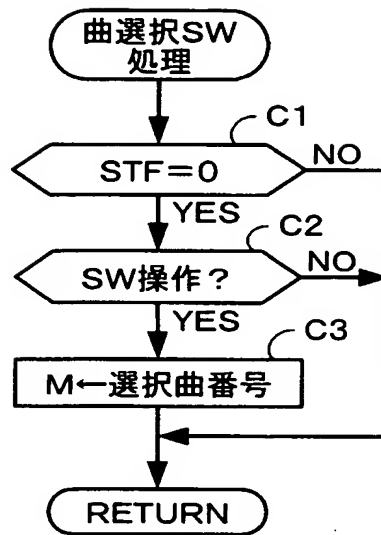 曲選択SW
処理
C1
STF=0
NO
YES
C2
SW操作?
NO
YES
C3
M←選択曲番号
RETURN